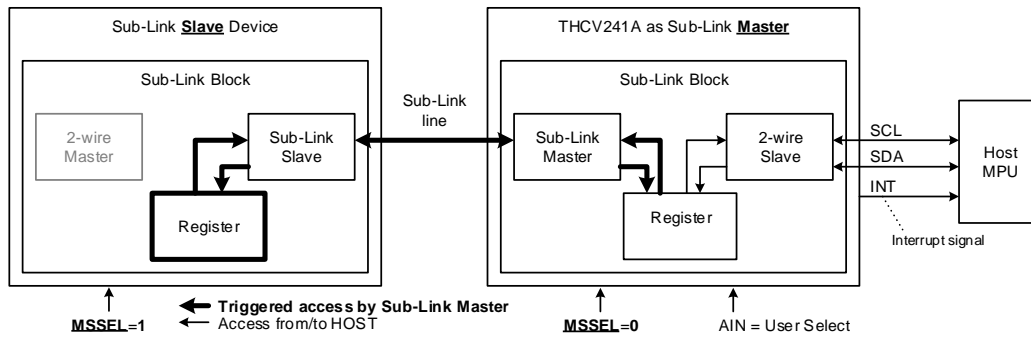 Sub-Link Slave Device
THCV241A as Sub-Link Master
Sub-Link Block
Sub-Link Block
Sub-Link
line
2-wire
Master
Sub-Link
Slave
Sub-Link
Master
2-wire
Slave
SCL
SDA
INT
Host
MPU
Register
Register
Interrupt signal
Triggered access by Sub-Link Master
Access from/to HOST
MSSEL=1
MSSEL=0
AIN = User Select